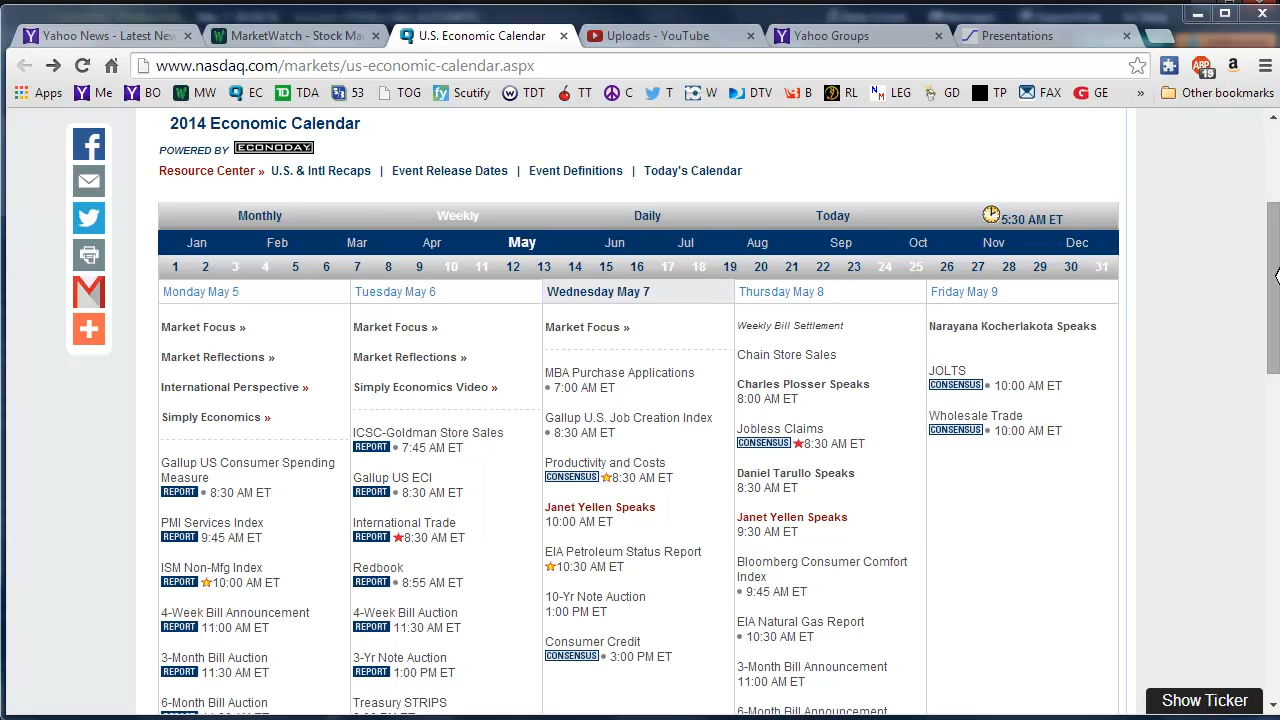 Yahoo News - Latest New
MarketWatch - Stock Mar
U.S. Economic Calendar
Uploads - YouTube
Yahoo Groups
Presentations
www.nasdaq.com/markets/us-economic-calendar.aspx
ABP
19
Apps
Me
BO
MW
EC
TDA
53
TOG
Scutify
TDT
TT
C
T
W
DTV
B
RL
LEG
GD
TP
FAX
GE
»
Other bookmarks
2014 Economic Calendar
POWERED BY ECONODAY
Resource Center » U.S. & Intl Recaps | Event Release Dates | Event Definitions | Today's Calendar
Monthly Weekly Daily Today 5:30 AM ET
Jan Feb Mar Apr May Jun Jul Aug Sep Oct Nov Dec
1 2 3 4 5 6 7 8 9 10 11 12 13 14 15 16 17 18 19 20 21 22 23 24 25 26 27 28 29 30 31
Monday May 5
Market Focus »
Market Reflections »
International Perspective »
Simply Economics »
Gallup US Consumer Spending
Measure
REPORT 8:30 AM ET
PMI Services Index
REPORT 9:45 AM ET
ISM Non-Mfg Index
REPORT 10:00 AM ET
4-Week Bill Announcement
REPORT 11:00 AM ET
3-Month Bill Auction
REPORT 11:30 AM ET
6-Month Bill Auction
Tuesday May 6
Market Focus »
Market Reflections »
Simply Economics Video »
ICSC-Goldman Store Sales
REPORT 7:45 AM ET
Gallup US ECI
REPORT 8:30 AM ET
International Trade
REPORT 8:30 AM ET
Redbook
REPORT 8:55 AM ET
4-Week Bill Auction
REPORT 11:30 AM ET
3-Yr Note Auction
REPORT 1:00 PM ET
Treasury STRIPS
Wednesday May 7
Market Focus »
MBA Purchase Applications
7:00 AM ET
Gallup U.S. Job Creation Index
8:30 AM ET
Productivity and Costs
CONSENSUS 8:30 AM ET
Janet Yellen Speaks
10:00 AM ET
EIA Petroleum Status Report
10:30 AM ET
10-Yr Note Auction
1:00 PM ET
Consumer Credit
CONSENSUS 3:00 PM ET
Thursday May 8
Weekly Bill Settlement
Chain Store Sales
Charles Plosser Speaks
8:00 AM ET
Jobless Claims
CONSENSUS 8:30 AM ET
Daniel Tarullo Speaks
8:30 AM ET
Janet Yellen Speaks
9:30 AM ET
Bloomberg Consumer Comfort
Index
9:45 AM ET
EIA Natural Gas Report
10:30 AM ET
3-Month Bill Announcement
11:00 AM ET
6-Month Bill Announcement
Friday May 9
Narayana Kocherlakota Speaks
JOLTS
CONSENSUS 10:00 AM ET
Wholesale Trade
CONSENSUS 10:00 AM ET
Show Ticker